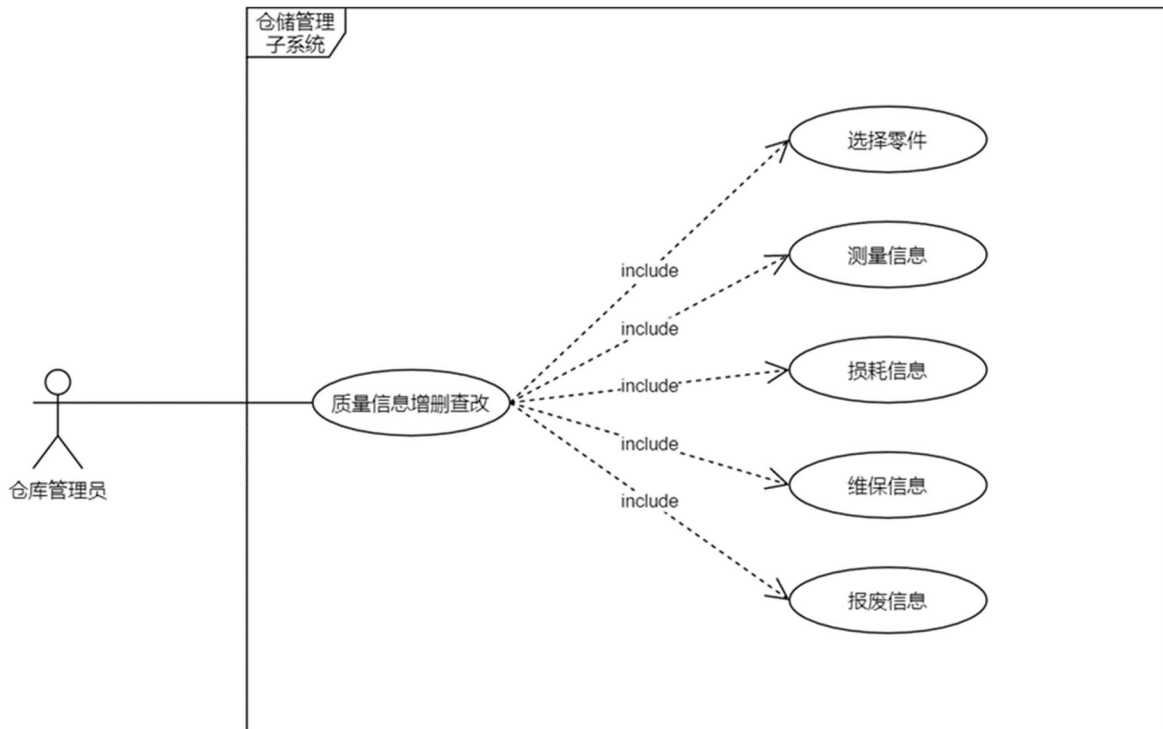 仓储管理
子系统
选择零件
include
测量信息
include
损耗信息
include
质量信息增删查改
include
维保信息
仓库管理员
include
报废信息